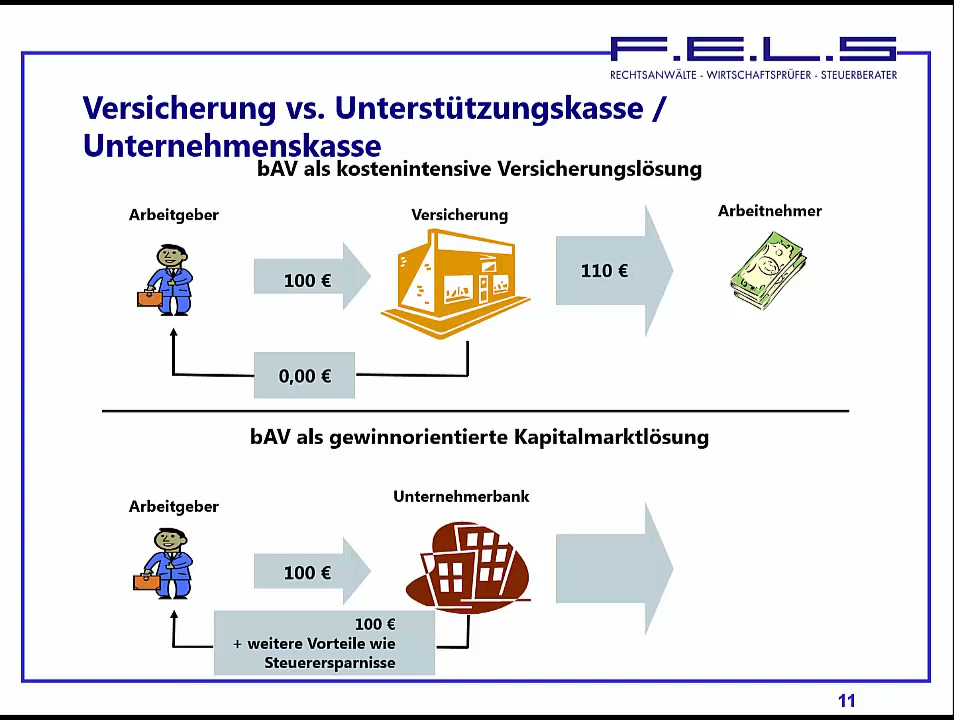 F.E.L.S
RECHTSANWÄLTE - WIRTSCHAFTSPRÜFER - STEUERBERATER
Versicherung vs. Unterstützungskasse /
Unternehmenskasse
bAV als kostenintensive Versicherungslösung
Arbeitgeber
Versicherung
Arbeitnehmer
100 €
110 €
0,00 €
bAV als gewinnorientierte Kapitalmarktlösung
Arbeitgeber
Unternehmerbank
100 €
100 €
+ weitere Vorteile wie
Steuerersparnisse
11